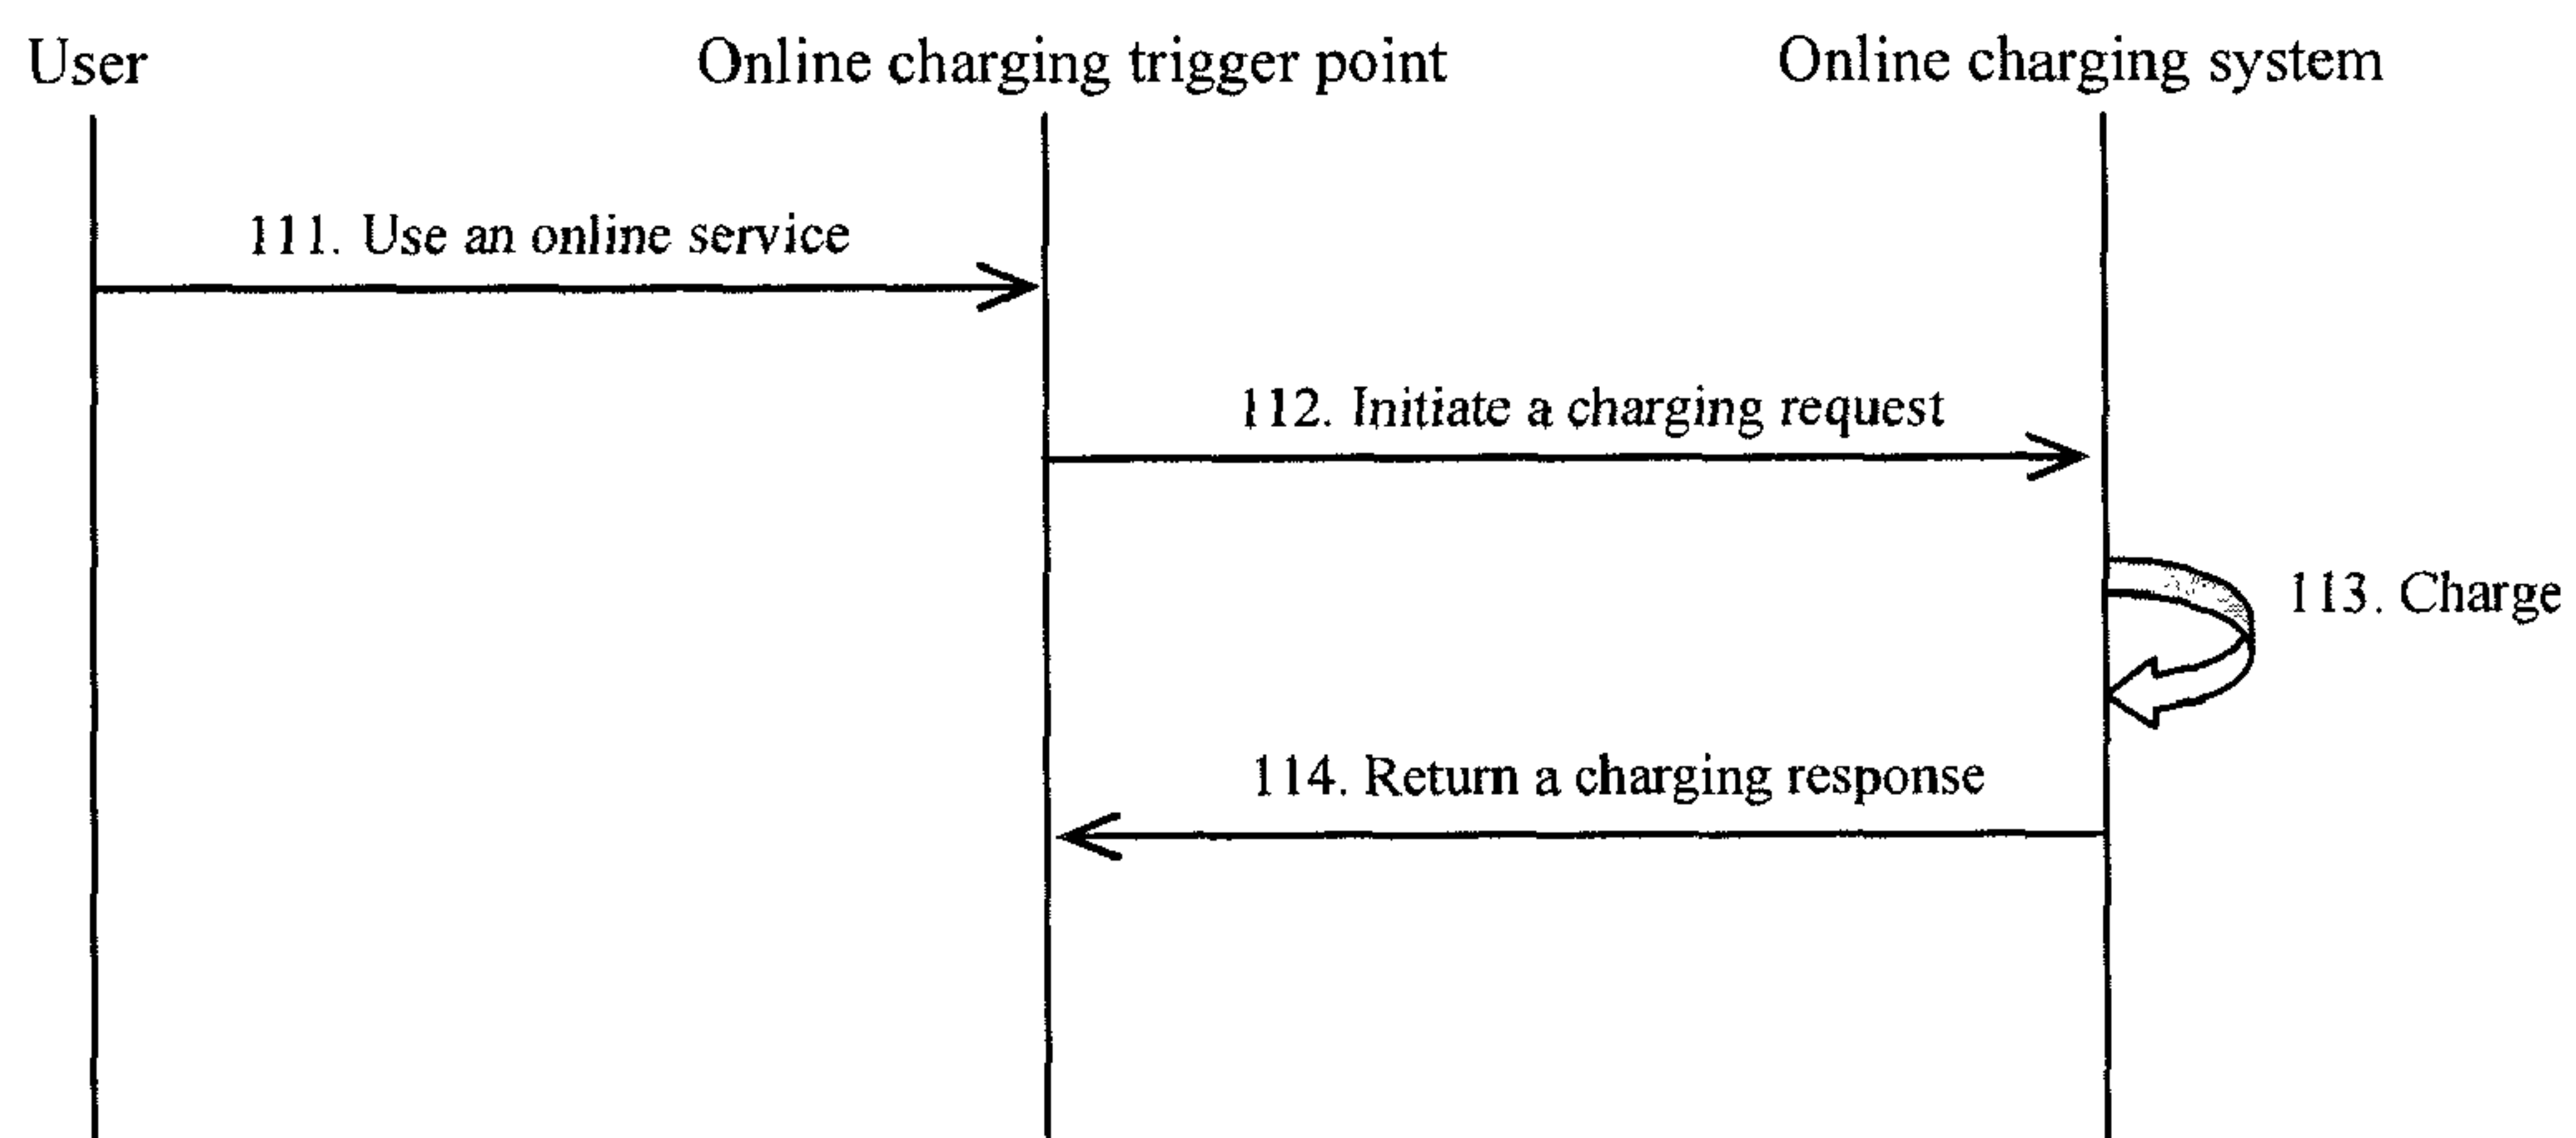 User
Online charging trigger point
Online charging system
111. Use an online service
112. Initiate a charging request
113. Charge
114. Return a charging response